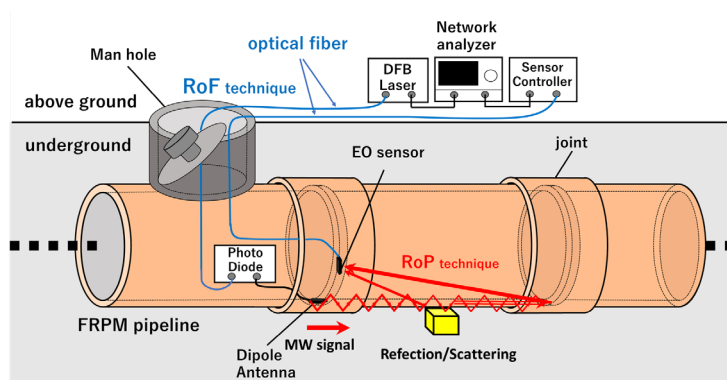 Network
analyzer
optical fiber
Man hole
DFB
Laser
Sensor
Controller
RoF technique
above ground
underground
EO sensor
joint
Photo
Diode
RoP technique
FRPM pipeline
MW signal
Dipole
Antenna
Refection/Scattering